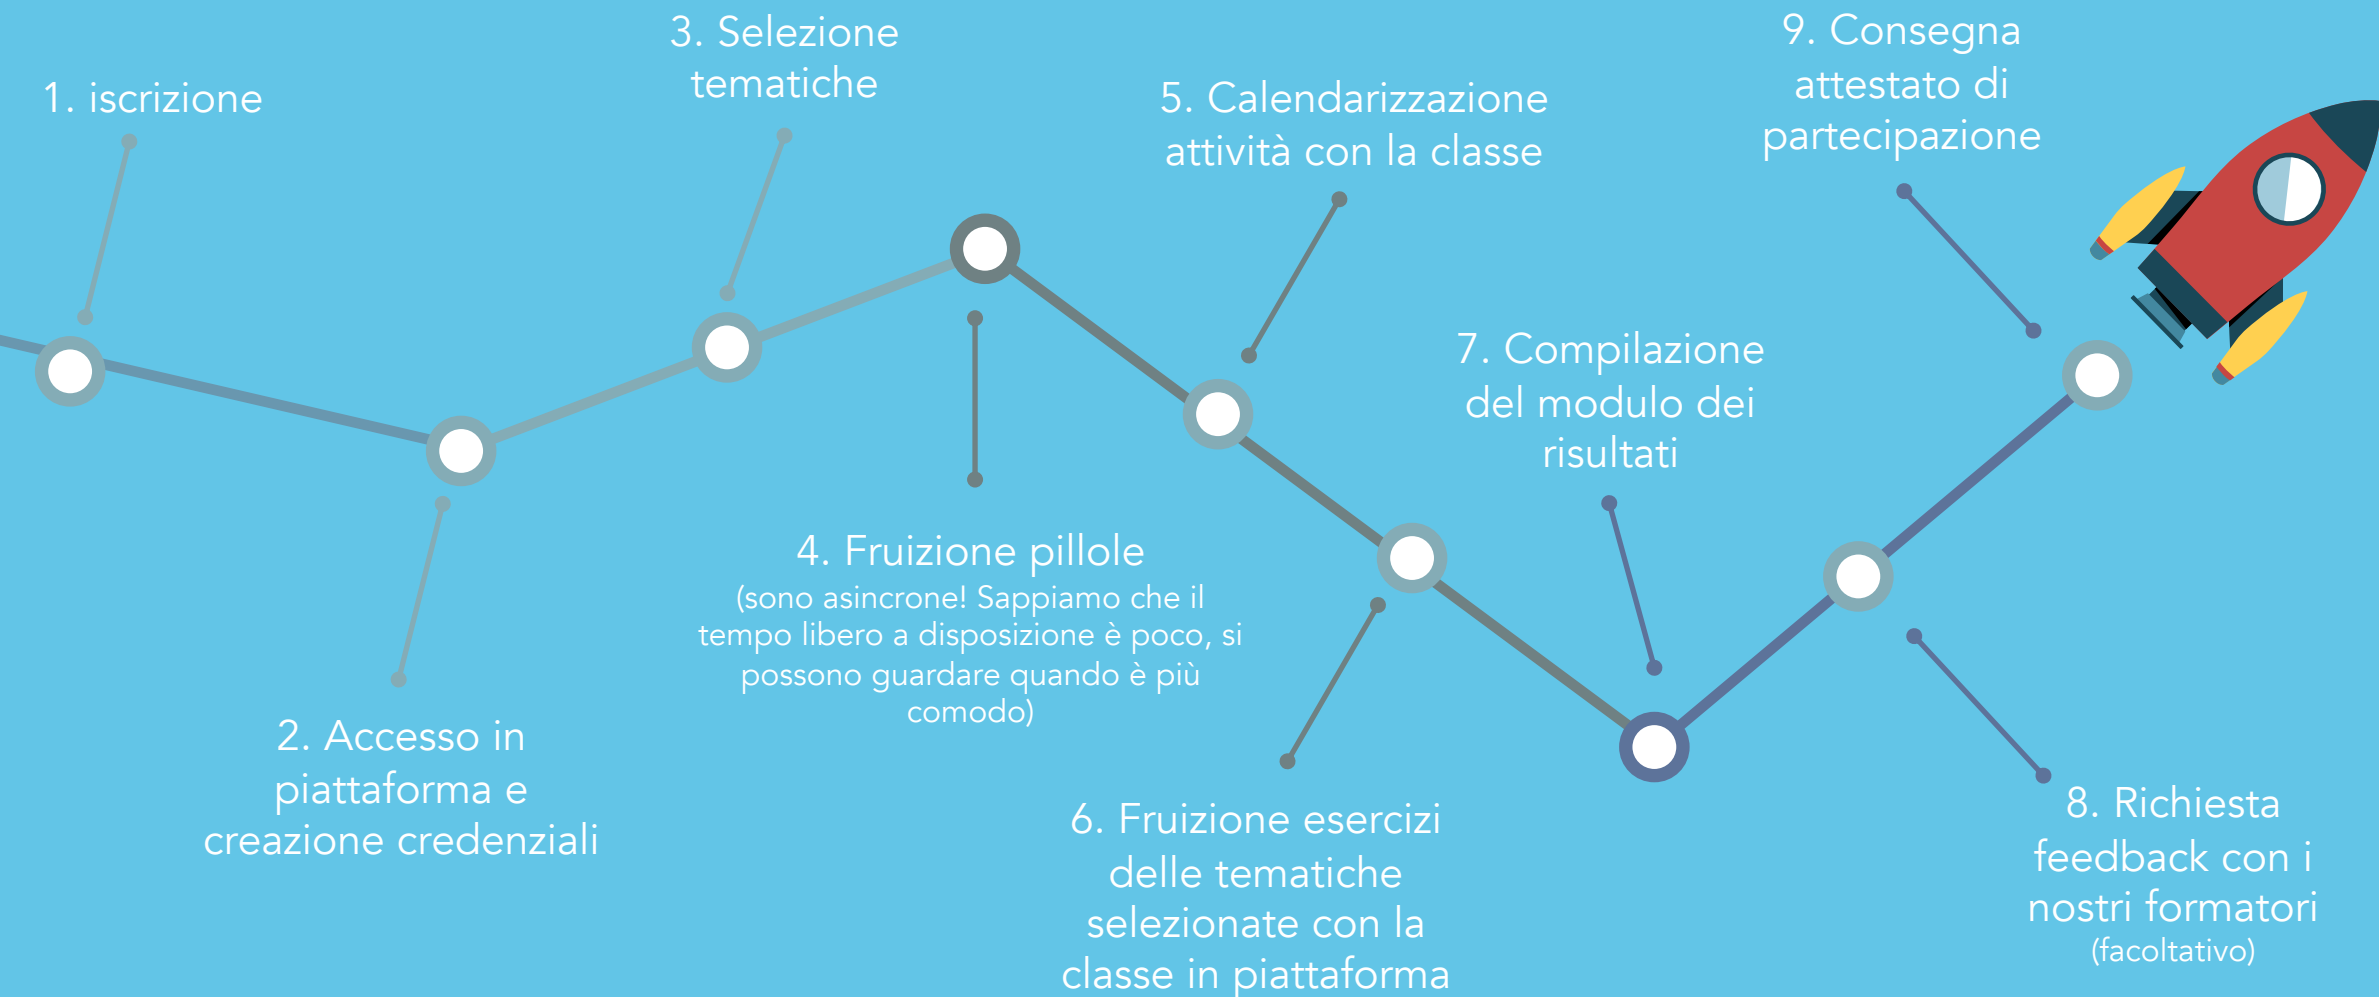 1. iscrizione
2. Accesso in
piattaforma e
creazione credenziali
3. Selezione
tematiche
4. Fruizione pillole
(sono asincrone! Sappiamo che il
tempo libero a disposizione è poco, si
possono guardare quando è più
comodo)
5. Calendarizzazione
attività con la classe
6. Fruizione esercizi
delle tematiche
selezionate con la
classe in piattaforma
7. Compilazione
del modulo dei
risultati
8. Richiesta
feedback con i
nostri formatori
(facoltativo)
9. Consegna
attestato di
partecipazione